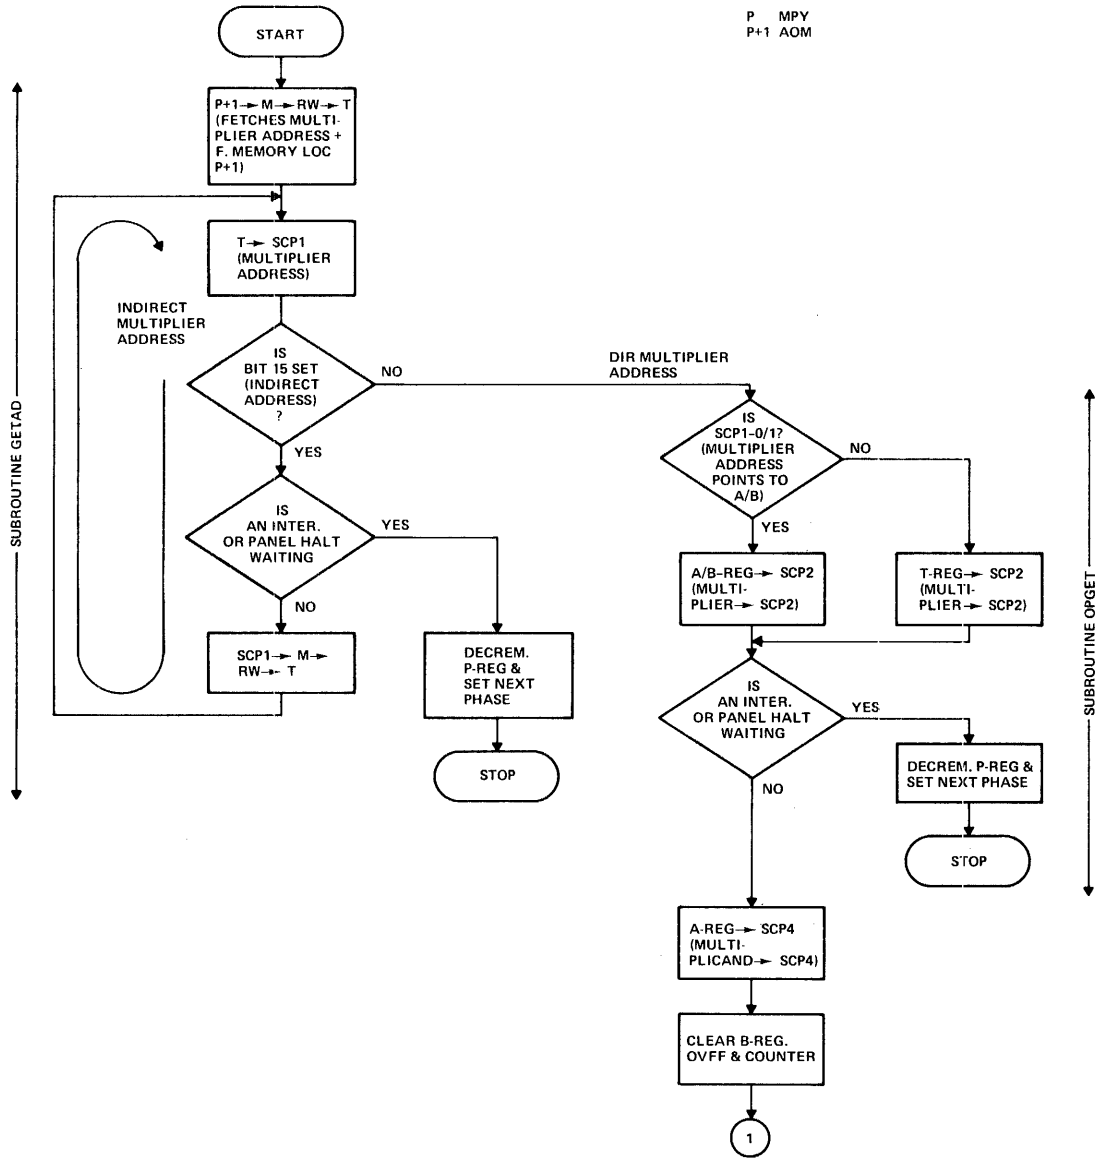 P MPY
P+1 AOM
START
P+1→ M→ RW→ T
(FETCHES MULTI-
PLIER ADDRESS +
F. MEMORY LOC
P+1)
T→ SCP1
(MULTIPLIER
ADDRESS)
INDIRECT
MULTIPLIER
ADDRESS
IS
BIT 15 SET
(INDIRECT
ADDRESS)
?
NO
YES
DIR MULTIPLIER
ADDRESS
IS
AN INTER.
OR PANEL HALT
WAITING
YES
NO
SCP1→ M→
RW→ T
DECREM.
P-REG &
SET NEXT
PHASE
STOP
SUBROUTINE GETAD
IS
SCP1-0/1?
(MULTIPLIER
ADDRESS
POINTS TO
A/B)
NO
YES
A/B-REG→ SCP2
(MULTI-
PLIER→ SCP2)
T-REG→ SCP2
(MULTI-
PLIER→ SCP2)
IS
AN INTER.
OR PANEL HALT
WAITING
YES
NO
DECREM. P-REG &
SET NEXT PHASE
STOP
SUBROUTINE OPGET
A-REG→ SCP4
(MULTI-
PLICAND→ SCP4)
CLEAR B-REG.
OVFF & COUNTER
1